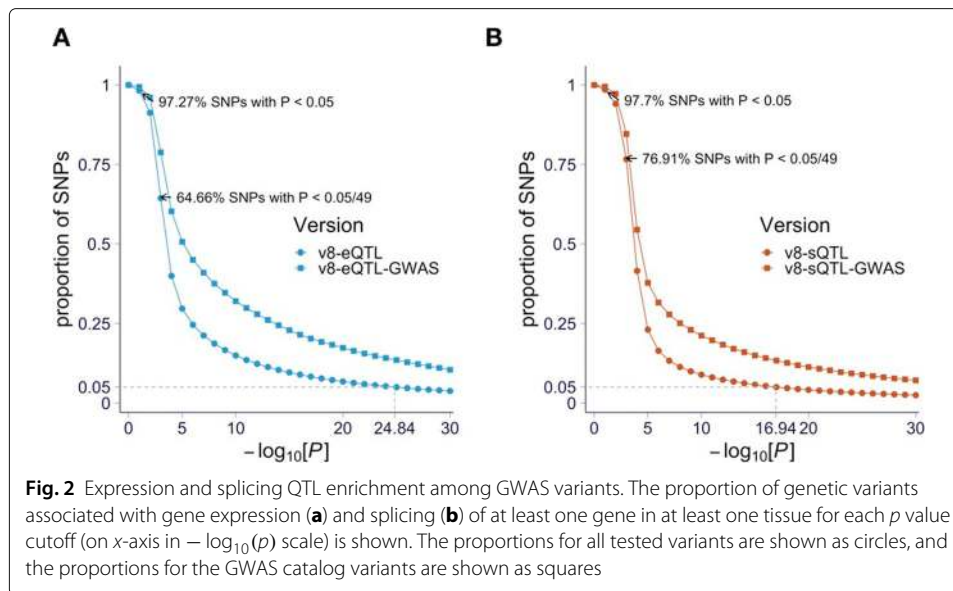 A
B
1
0.75
0.5
0.25
0.05
0
proportion of SNPs
97.27% SNPs with P < 0.05
64.66% SNPs with P < 0.05/49
Version
v8-eQTL
v8-eQTL-GWAS
0 5 10 20 24.84 30
−log10[P]
1
0.75
0.5
0.25
0.05
0
proportion of SNPs
97.7% SNPs with P < 0.05
76.91% SNPs with P < 0.05/49
Version
v8-sQTL
v8-sQTL-GWAS
0 5 10 16.94 20 30
−log10[P]
Fig. 2 Expression and splicing QTL enrichment among GWAS variants. The proportion of genetic variants
associated with gene expression (a) and splicing (b) of at least one gene in at least one tissue for each p value
cutoff (on x-axis in − log10(p) scale) is shown. The proportions for all tested variants are shown as circles, and
the proportions for the GWAS catalog variants are shown as squares